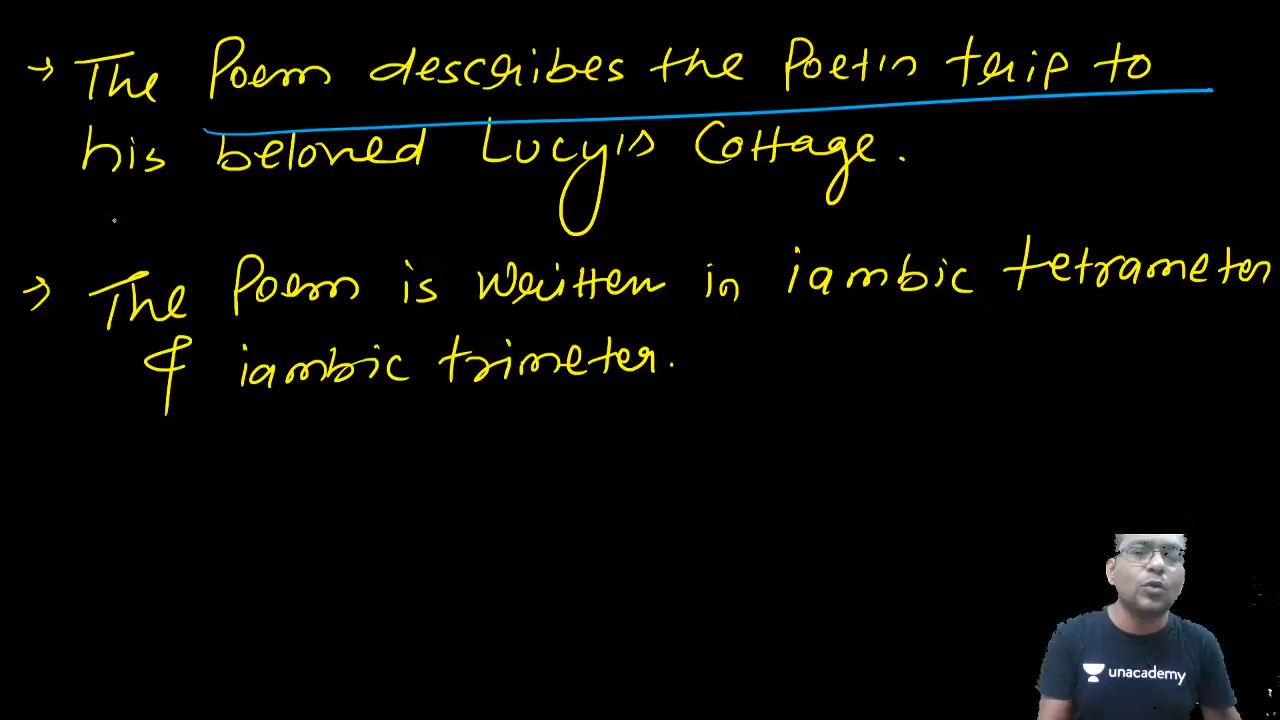 → The Poem describes the Poet's trip to
his beloved Lucy's Cottage.
→ The Poem is written in iambic tetrameter
& iambic trimeter.
unacademy